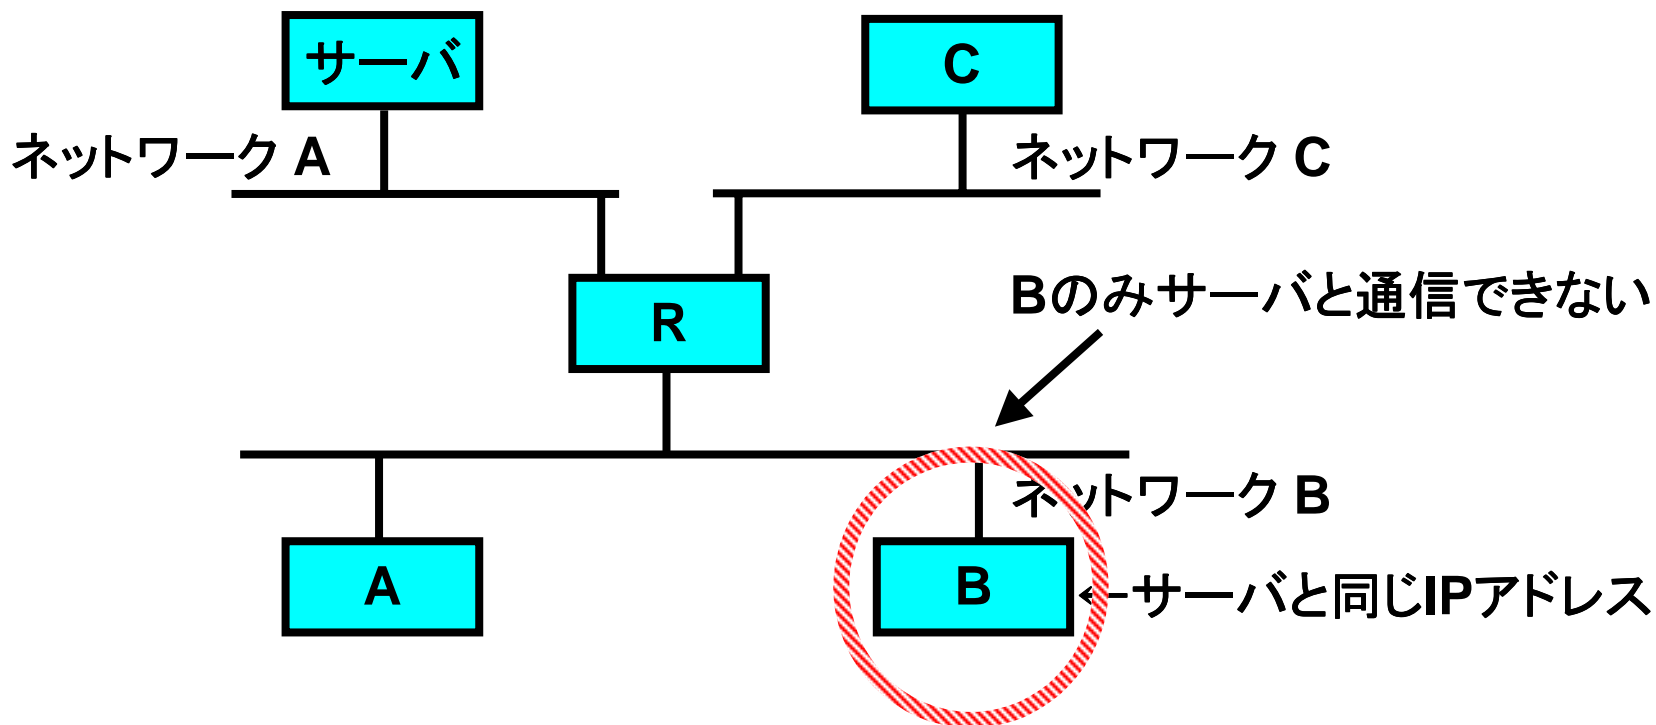 サーバ
C
ネットワーク A
ネットワーク C
Bのみサーバと通信できない
R
ネットワーク B
A
B
サーバと同じIPアドレス